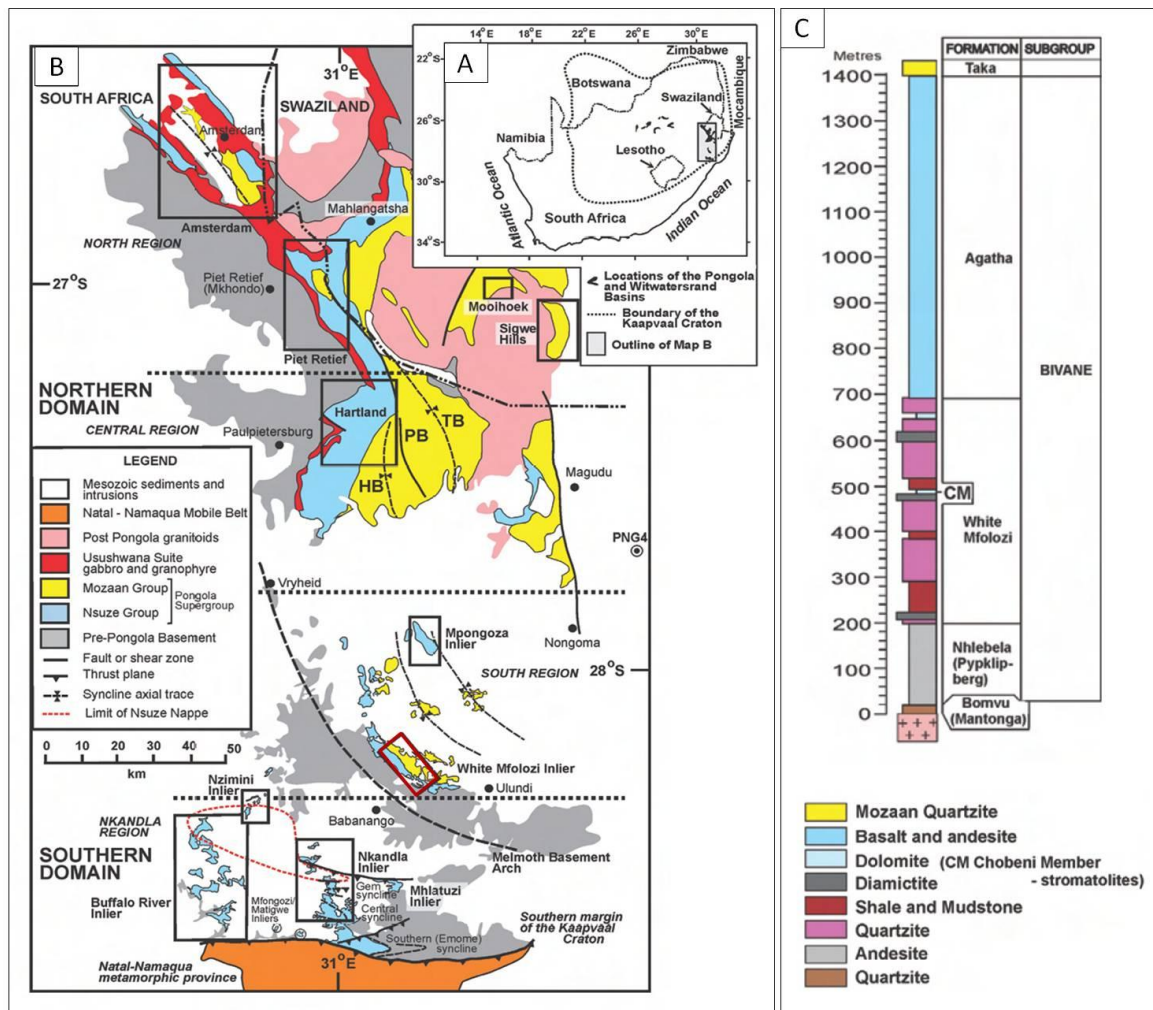 B
31°E
SOUTH AFRICA
SWAZILAND
Amsterdam
Mahlangatsha
NORTH REGION
Amsterdam
27°S
Piet Retief
(Mkhondo)
Piet Retief
Mooihoek
Sigwe
Hills
NORTHERN
DOMAIN
CENTRAL REGION
Hartland
Paulpietersburg
TB
PB
HB
Magudu
PNG4
LEGEND
Mesozoic sediments and
intrusions
Natal - Namaqua Mobile Belt
Post Pongola granitoids
Usushwana Suite
gabbro and granophyre
Mozaan Group
Nsuze Group
Pongola
Supergroup
Pre-Pongola Basement
Fault or shear zone
Thrust plane
Syncline axial trace
Limit of Nsuze Nappe
0 10 20 30 40 50
km
Vryheid
Mpongoza
Inlier
Nongoma
SOUTH REGION
28°S
White Mfolozi Inlier
Ulundi
Nzimini
Inlier
Babanango
NKANDLA
REGION
Melmoth Basement
Arch
SOUTHERN
DOMAIN
Nkandla
Inlier
Mhlatuzi
Inlier
Gem
syncline
Buffalo River
Inlier
Mfongozi/
Matigwe
Inliers
Central
syncline
Southern margin
of the Kaapvaal
Craton
Southern (Emome)
syncline
Natal-Namaqua
metamorphic province
31°E
A
14°E 18°E 22°E 26°E 30°E
22°S
26°S
30°S
34°S
Zimbabwe
Botswana
Mocambique
Swaziland
Namibia
Lesotho
South Africa
Atlantic Ocean
Indian Ocean
Locations of the Pongola
and Witwatersrand
Basins
Boundary of the
Kaapvaal Craton
Outline of Map B
C
Metres
FORMATION SUBGROUP
Taka
1400
1300
1200
1100
1000
900
800
700
600
500
400
300
200
100
0
Agatha
BIVANE
CM
White
Mfolozi
Nhlebela
(Pypklip-
berg)
Bomvu
(Mantonga)
Mozaan Quartzite
Basalt and andesite
Dolomite (CM Chobeni Member
- stromatolites)
Diamictite
Shale and Mudstone
Quartzite
Andesite
Quartzite